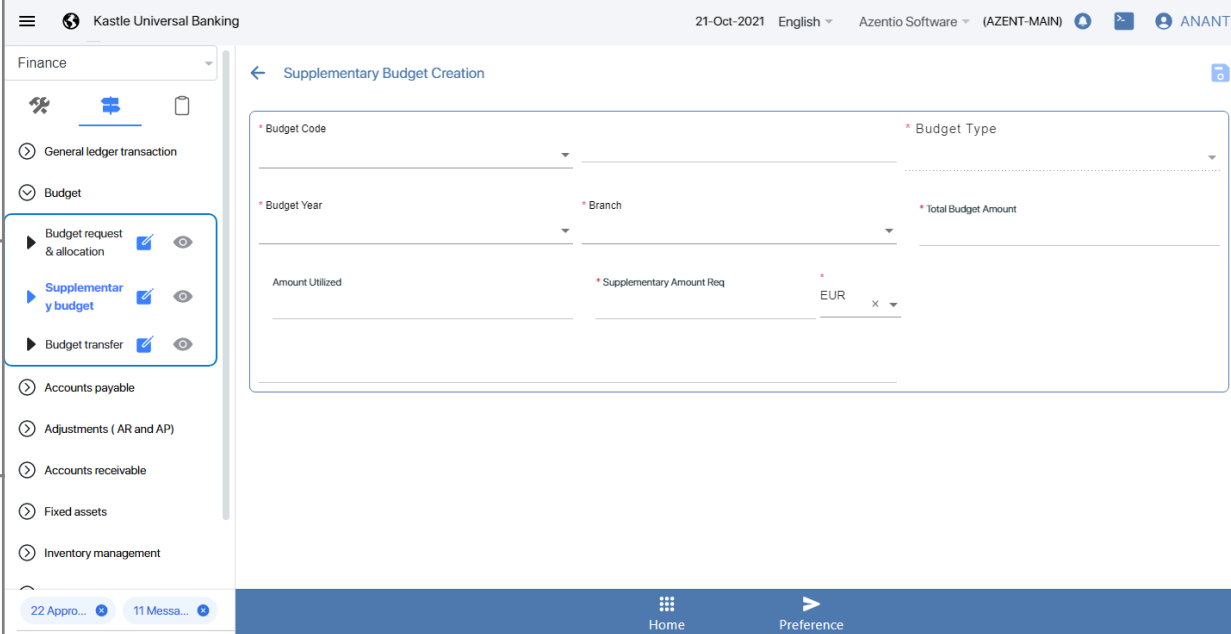 Kastle Universal Banking
21-Oct-2021 English Azentio Software (AZENT-MAIN) ANANT
Finance
General ledger transaction
Budget
Budget request
& allocation
Supplementar
y budget
Budget transfer
Accounts payable
Adjustments ( AR and AP)
Accounts receivable
Fixed assets
Inventory management
22 Appro...
11 Messa...
Supplementary Budget Creation
* Budget Code
* Budget Type
* Budget Year
* Branch
* Total Budget Amount
Amount Utilized
* Supplementary Amount Req
*
EUR
Home
Preference